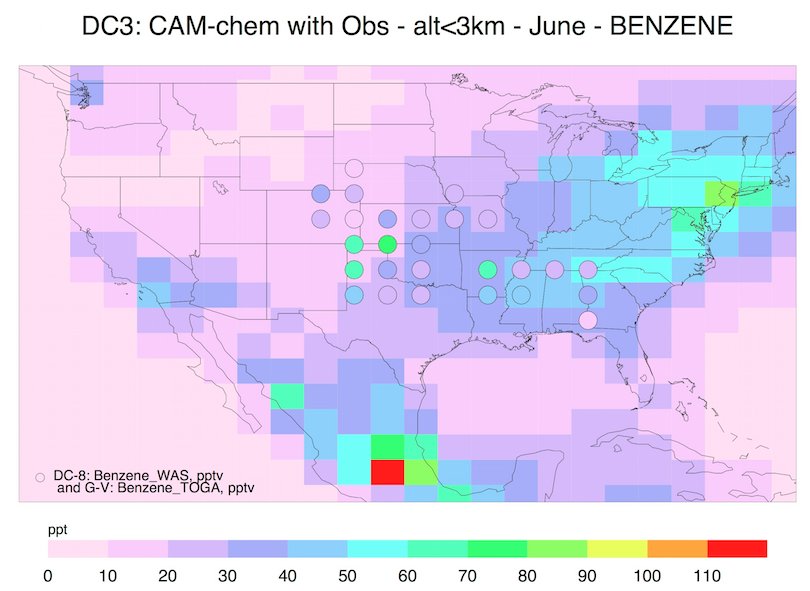 DC3: CAM-chem with Obs - alt<3km - June - BENZENE
DC-8: Benzene_WAS, pptv
and G-V: Benzene_TOGA, pptv
ppt
0 10 20 30 40 50 60 70 80 90 100 110